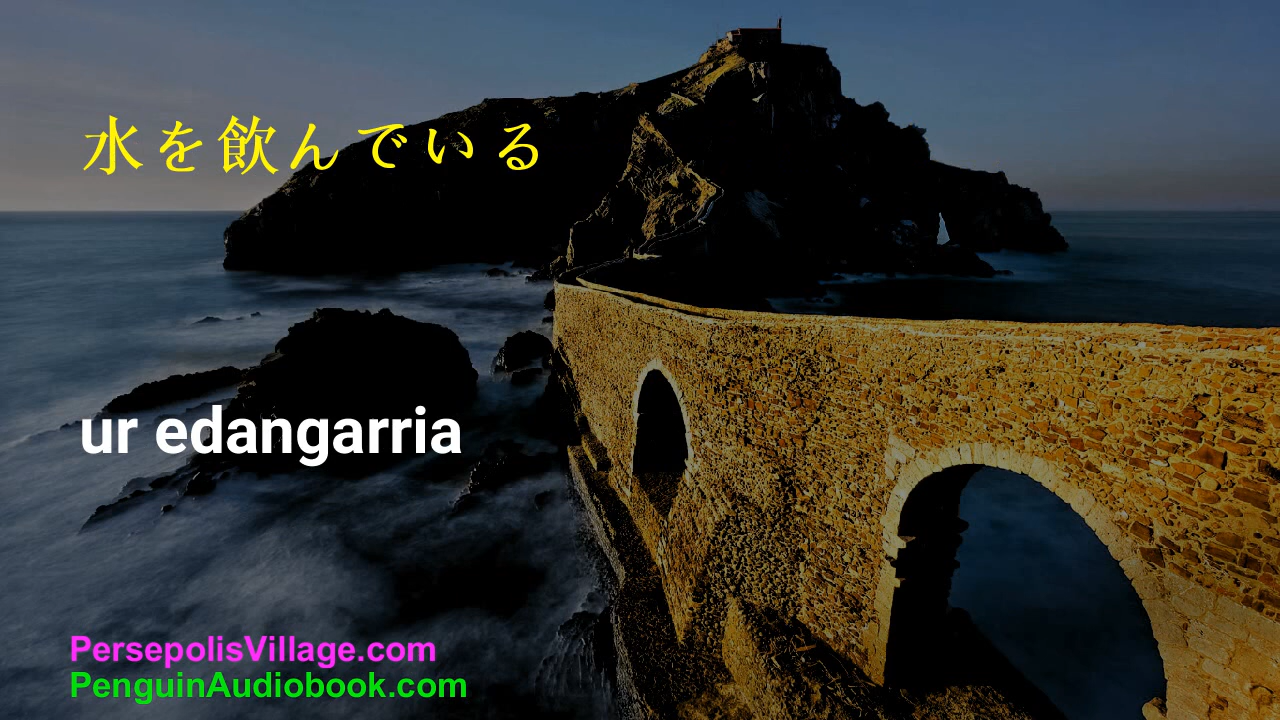 水を飲んでいる
ur edangarria
PersepolisVillage.com
PenguinAudiobook.com